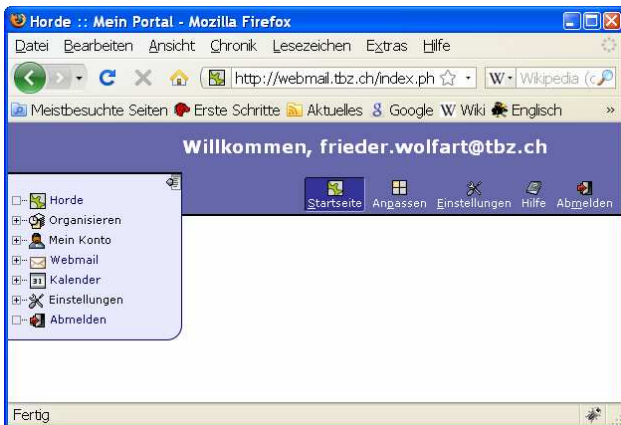 Horde :: Mein Portal - Mozilla Firefox
Datei Bearbeiten Ansicht Chronik Lesezeichen Extras Hilfe
http://webmail.tbz.ch/index.ph W Wikipedia (
Meistbesuchte Seiten Erste Schritte Aktuelles Google W Wiki Englisch »
Willkommen, frieder.wolfart@tbz.ch
Startseite Anpassen Einstellungen Hilfe Abmelden
Horde
Organisieren
Mein Konto
Webmail
31 Kalender
Einstellungen
Abmelden
Fertig